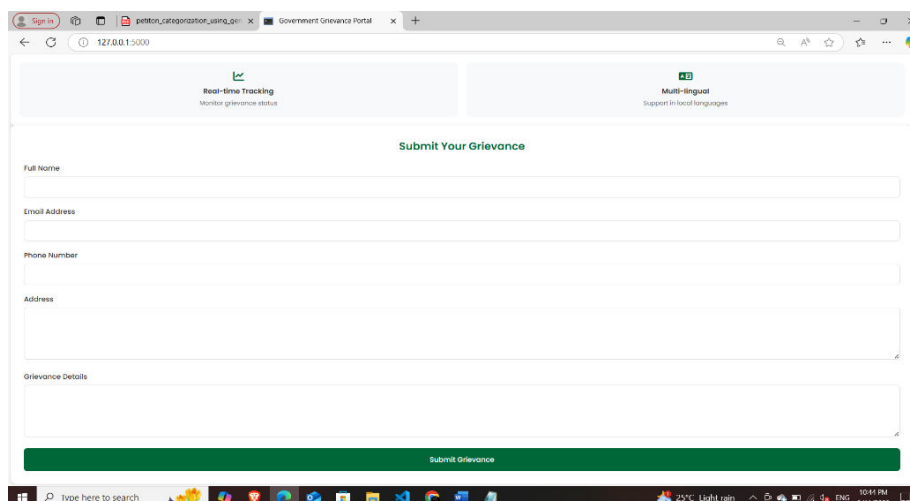 Sign in
petiton_categorization_using_gen
Government Grievance Portal
127.0.0.1:5000
Real-time Tracking
Monitor grievance status
Multi-lingual
Support in local languages
Submit Your Grievance
Full Name
Email Address
Phone Number
Address
Grievance Details
Submit Grievance
Type here to search
25°C Light rain
ENG
10:44 PM